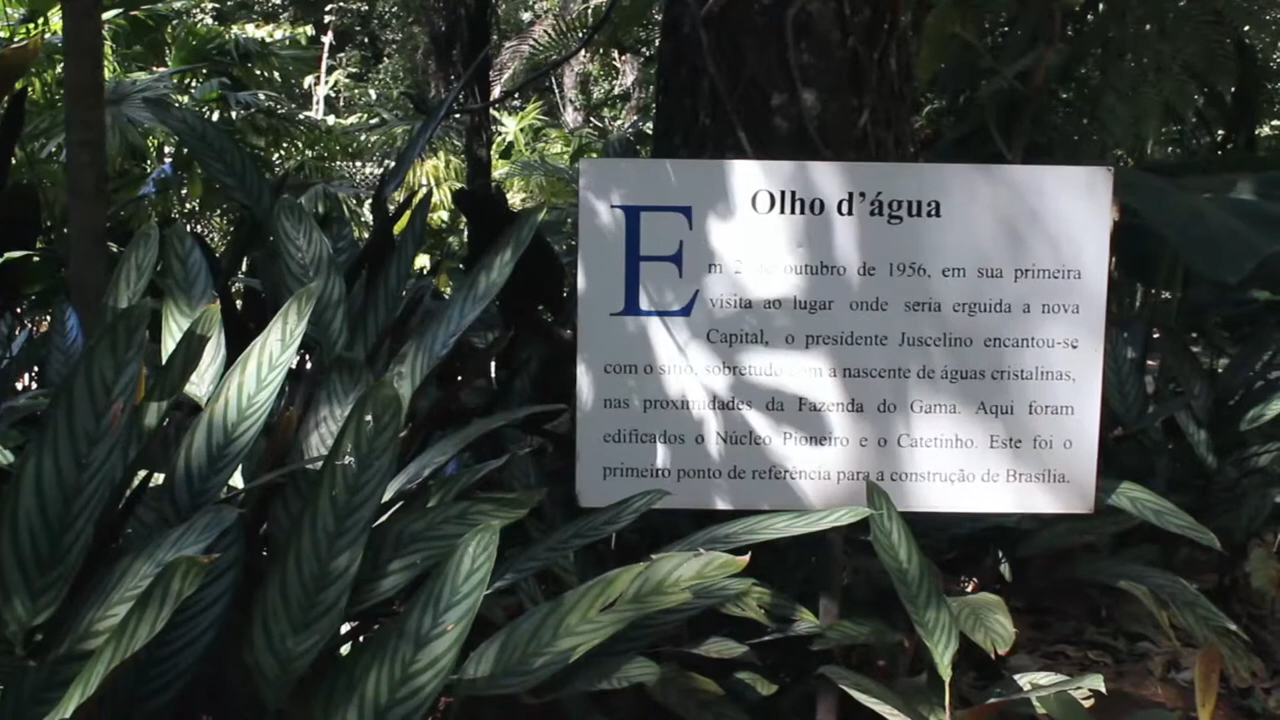 Olho d'água
Em 2 de outubro de 1956, em sua primeira
visita ao lugar onde seria erguida a nova
Capital, o presidente Juscelino encantou-se
com o sítio, sobretudo com a nascente de águas cristalinas,
nas proximidades da Fazenda do Gama. Aqui foram
edificados o Núcleo Pioneiro e o Catetinho. Este foi o
primeiro ponto de referência para a construção de Brasília.